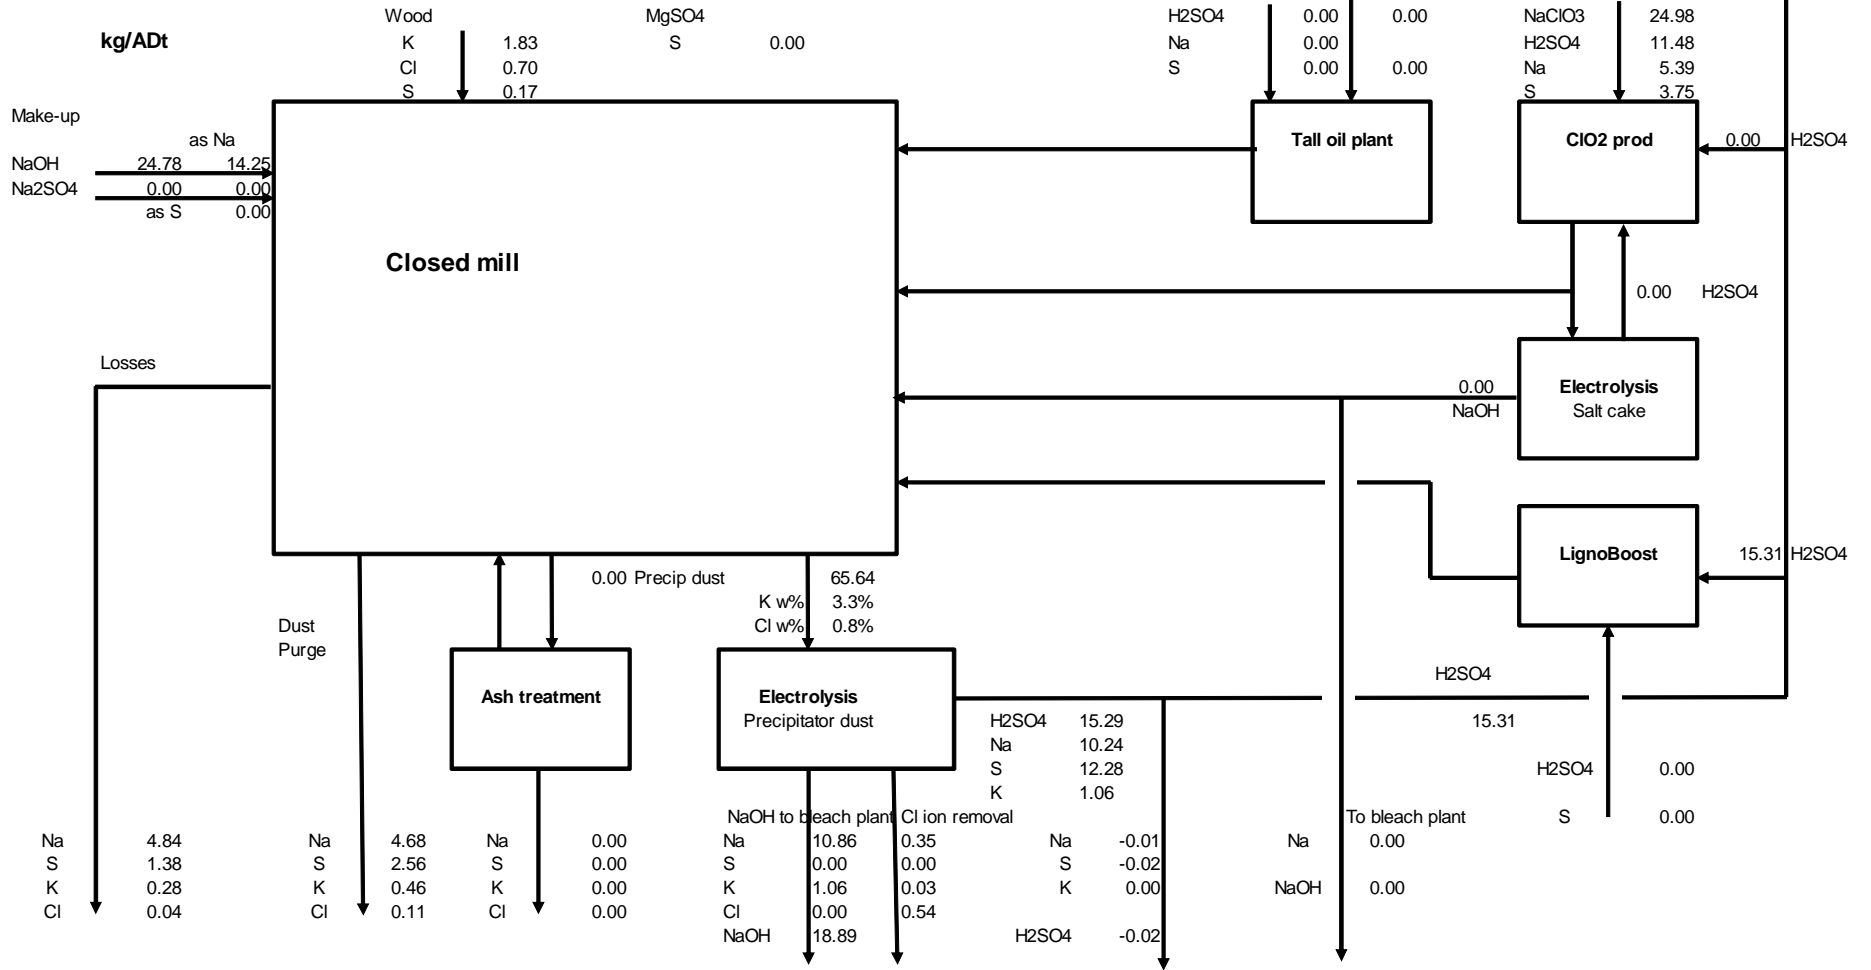 Wood MgSO4 H2SO4 0.00 0.00 NaClO3 24.98
kg/ADt K 1.83 S 0.00 Na 0.00 H2SO4 11.48
Cl 0.70 S 0.00 0.00 Na 5.39
S 0.17 S 3.75
Make-up
as Na Tall oil plant ClO2 prod 0.00 H2SO4
NaOH 24.78 14.25
Na2SO4 0.00 0.00
as S 0.00
Closed mill
0.00 H2SO4
Losses
0.00 Electrolysis
NaOH Salt cake
LignoBoost 15.31 H2SO4
0.00 Precip dust 65.64
K w% 3.3%
Dust Cl w% 0.8%
Purge
H2SO4
Ash treatment Electrolysis
Precipitator dust H2SO4 15.29 15.31
Na 10.24
S 12.28 H2SO4 0.00
K 1.06
NaOH to bleach plant Cl ion removal To bleach plant S 0.00
Na 4.84 Na 4.68 Na 0.00 Na 10.86 0.35 Na -0.01 Na 0.00
S 1.38 S 2.56 S 0.00 S 0.00 0.00 S -0.02
K 0.28 K 0.46 K 0.00 K 1.06 0.03 K 0.00 NaOH 0.00
Cl 0.04 Cl 0.11 Cl 0.00 Cl 0.00 0.54
NaOH 18.89 H2SO4 -0.02